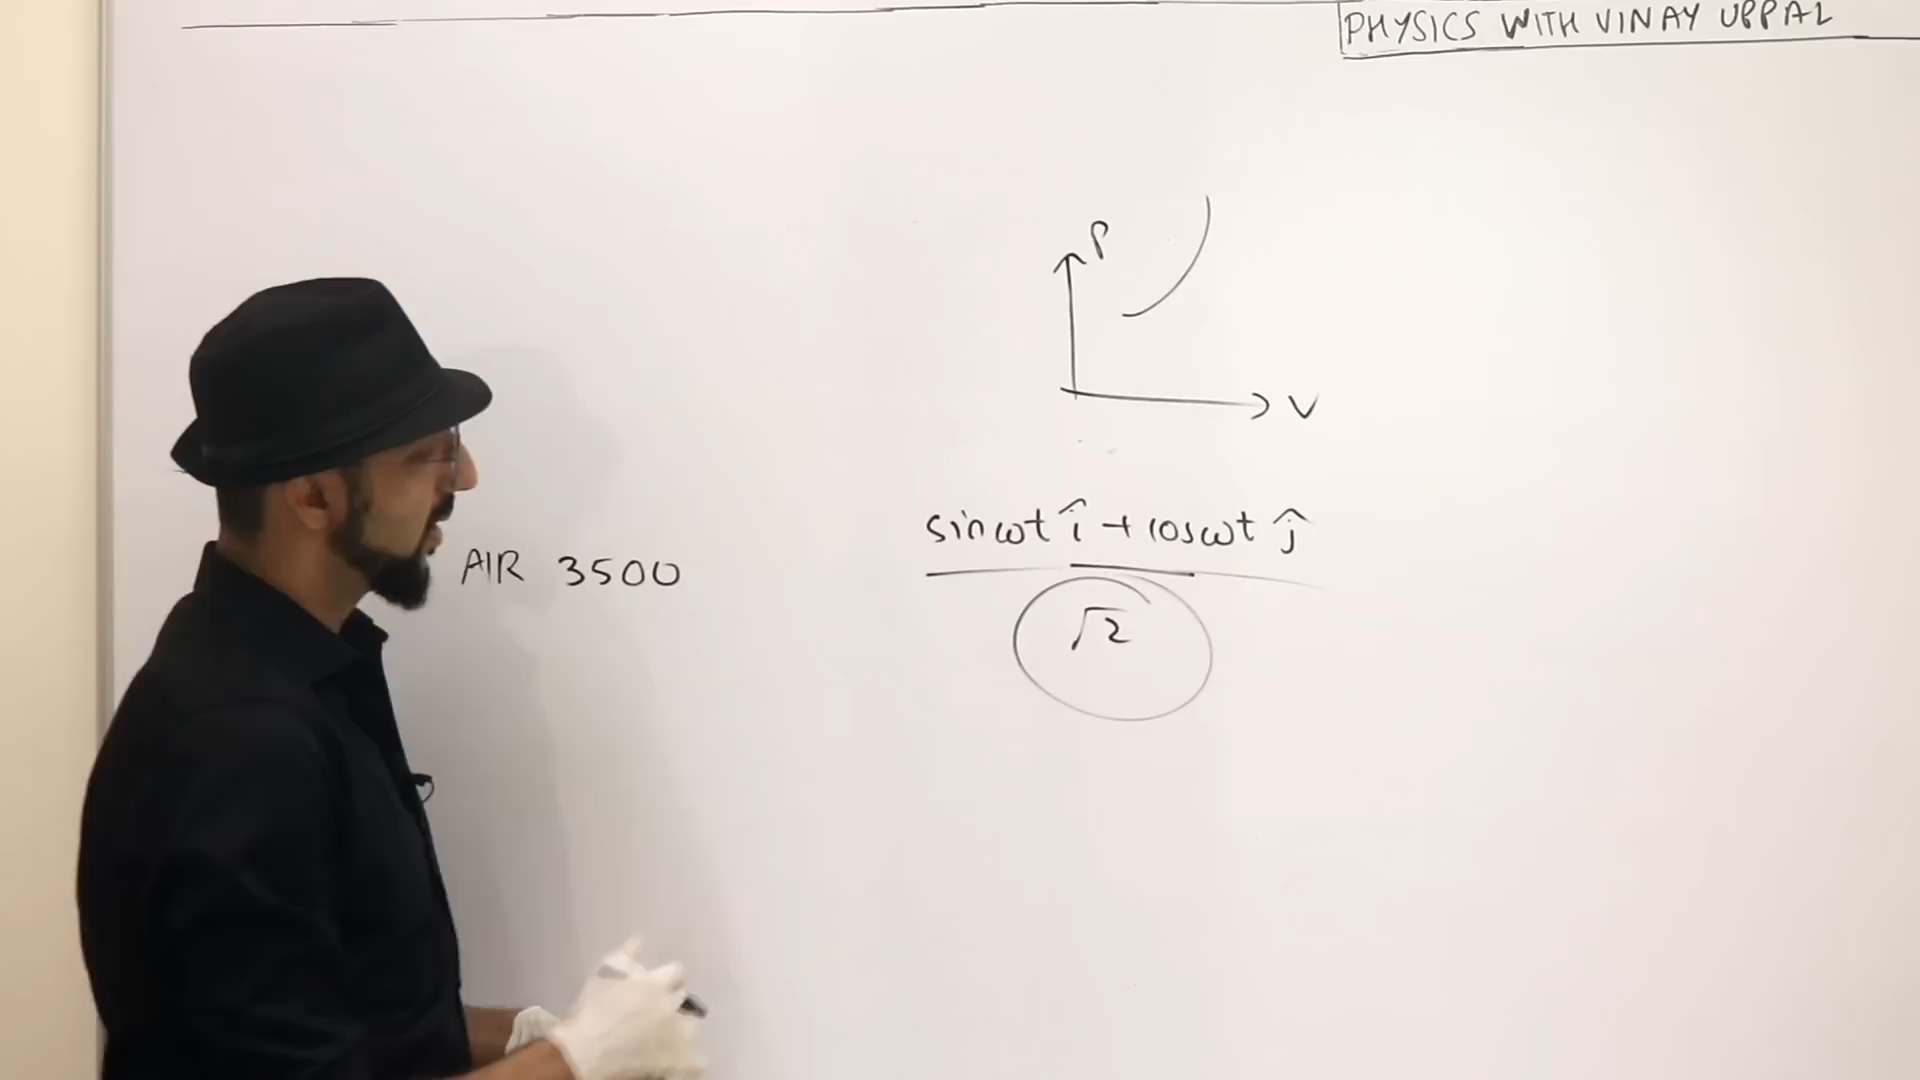 PHYSICS WITH VINAY UPPAL
P
V
sinωt î + cosωt ĵ
√2
AIR 3500